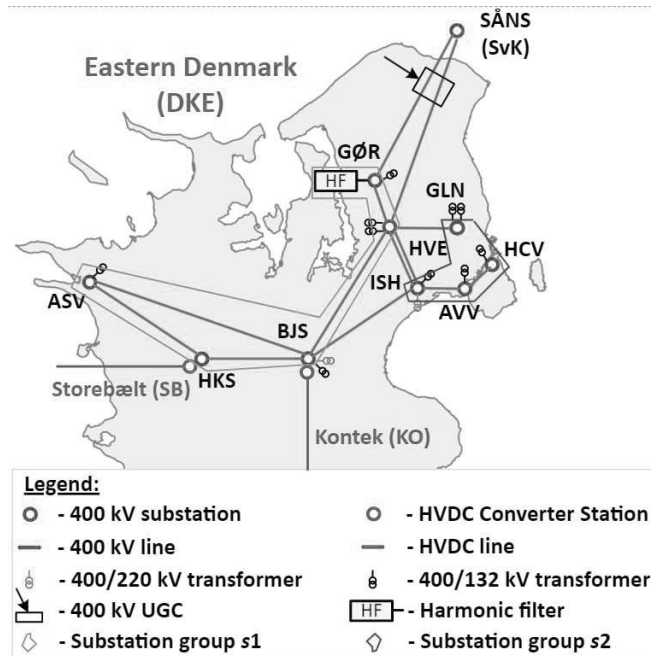 SÅNS
(SvK)
Eastern Denmark
(DKE)
GØR
HF
GLN
HVE
HCV
ISH
AVV
ASV
BJS
HKS
Storebælt (SB)
Kontek (KO)
Legend:
- 400 kV substation
- HVDC Converter Station
- 400 kV line
- HVDC line
- 400/220 kV transformer
- 400/132 kV transformer
- 400 kV UGC
HF - Harmonic filter
- Substation group s1
- Substation group s2